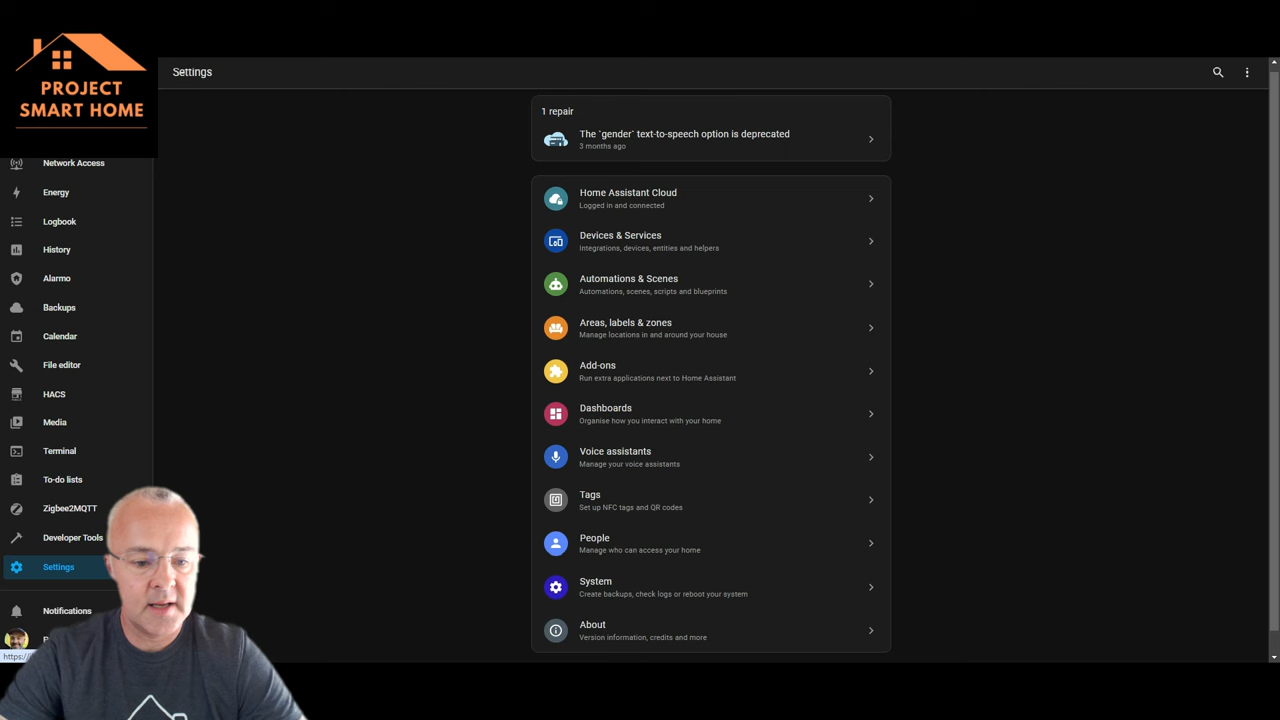 PROJECT
SMART HOME
Settings
Network Access
Energy
Logbook
History
Alarmo
Backups
Calendar
File editor
HACS
Media
Terminal
To-do lists
Zigbee2MQTT
Developer Tools
Settings
Notifications
1 repair
The `gender` text-to-speech option is deprecated
3 months ago
Home Assistant Cloud
Logged in and connected
Devices & Services
Integrations, devices, entities and helpers
Automations & Scenes
Automations, scenes, scripts and blueprints
Areas, labels & zones
Manage locations in and around your house
Add-ons
Run extra applications next to Home Assistant
Dashboards
Organise how you interact with your home
Voice assistants
Manage your voice assistants
Tags
Set up NFC tags and QR codes
People
Manage who can access your home
System
Create backups, check logs or reboot your system
About
Version information, credits and more